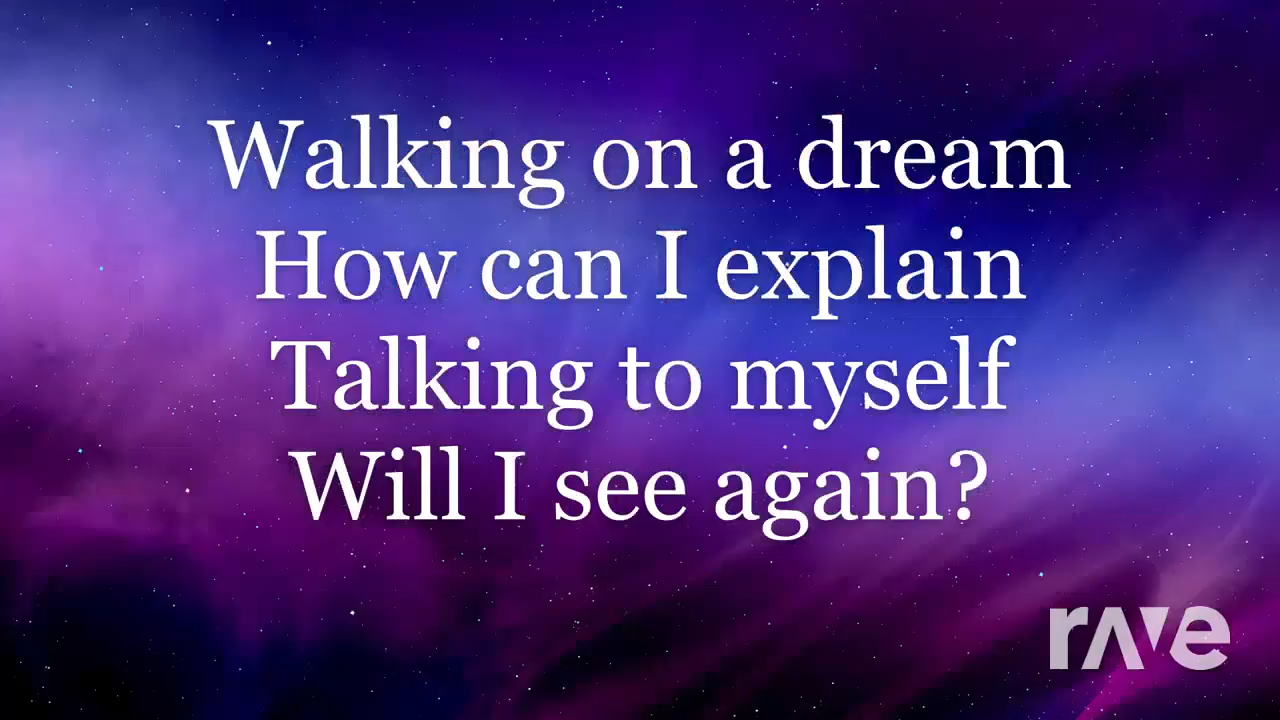 Walking on a dream
How can I explain
Talking to myself
Will I see again?
rave